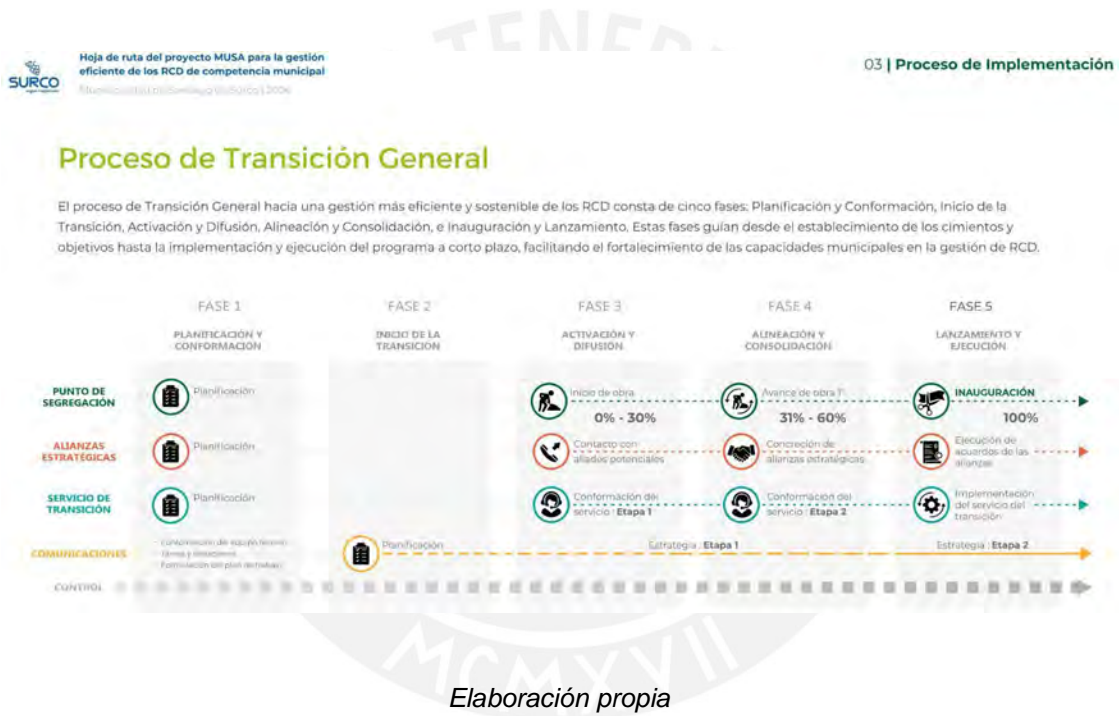 TENEB
SURCO
Hoja de ruta del proyecto MUSA para la gestión
eficiente de los RCD de competencia municipal
03 | Proceso de Implementación
Proceso de Transición General
El proceso de Transición General hacia una gestión más eficiente y sostenible de los RCD consta de cinco fases: Planificación y Conformación, Inicio de la
Transición, Activación y Difusión, Alineación y Consolidación, e Inauguración y Lanzamiento. Estas fases guían desde el establecimiento de los cimientos y
objetivos hasta la implementación y ejecución del programa a corto plazo, facilitando el fortalecimiento de las capacidades municipales en la gestión de RCD.
FASE 1
FASE 2
FASE 3
FASE 4
FASE 5
PLANIFICACIÓN Y
CONFORMACIÓN
INICIO DE LA
TRANSICIÓN
ACTIVACIÓN Y
DIFUSIÓN
ALINEACIÓN Y
CONSOLIDACIÓN
LANZAMIENTO Y
EJECUCIÓN
PUNTO DE
SEGREGACIÓN
Planificación
Inicio de obra
0% - 30%
Avance de obra
31% - 60%
INAUGURACIÓN
100%
ALIANZAS
ESTRATÉGICAS
Planificación
Contacto con
aliados potenciales
Concreción de
alianzas estratégicas
Ejecución de
acuerdos de las
alianzas
SERVICIO DE
TRANSICIÓN
Planificación
Conformación del
servicio : Etapa 1
Conformación del
servicio : Etapa 2
Implementación
del servicio del
transición
COMUNICACIONES
Planificación
Estrategia : Etapa 1
Estrategia : Etapa 2
CONTROL
MCMXVII
Elaboración propia